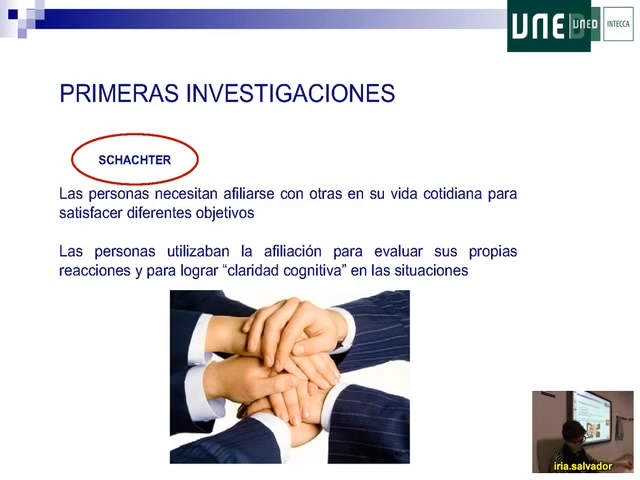 UNED
UNED
INTECCA
PRIMERAS INVESTIGACIONES
SCHACHTER
Las personas necesitan afiliarse con otras en su vida cotidiana para
satisfacer diferentes objetivos
Las personas utilizaban la afiliación para evaluar sus propias
reacciones y para lograr “claridad cognitiva” en las situaciones
iria.salvador